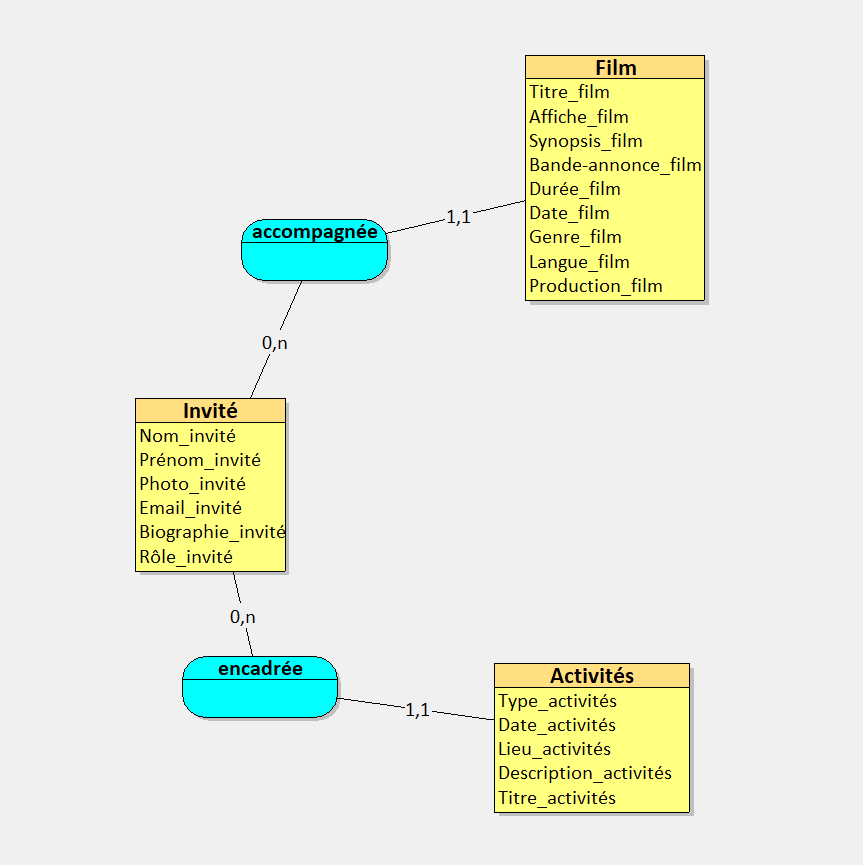 Film
Titre_film
Affiche_film
Synopsis_film
Bande-annonce_film
Durée_film
Date_film
Genre_film
Langue_film
Production_film
1,1
accompagnée
0,n
Invité
Nom_invité
Prénom_invité
Photo_invité
Email_invité
Biographie_invité
Rôle_invité
0,n
encadrée
1,1
Activités
Type_activités
Date_activités
Lieu_activités
Description_activités
Titre_activités